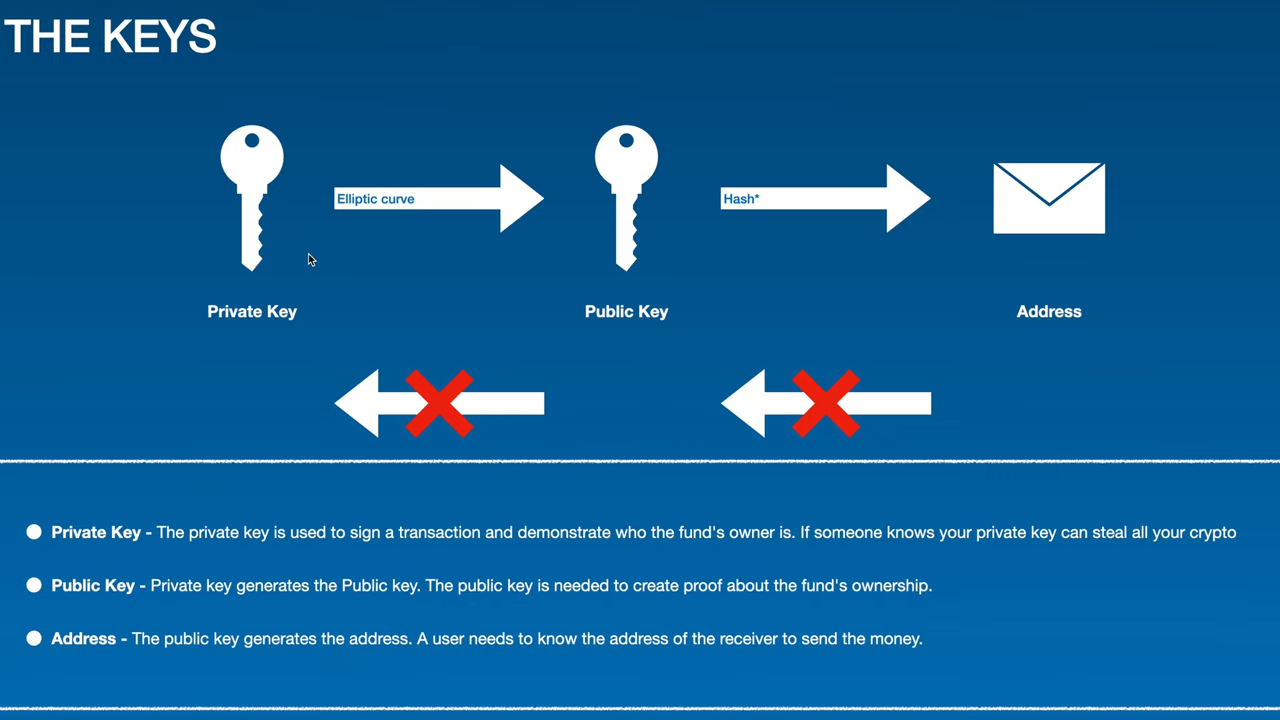 THE KEYS
Elliptic curve
Hash*
Private Key
Public Key
Address
Private Key - The private key is used to sign a transaction and demonstrate who the fund's owner is. If someone knows your private key can steal all your crypto
Public Key - Private key generates the Public key. The public key is needed to create proof about the fund's ownership.
Address - The public key generates the address. A user needs to know the address of the receiver to send the money.